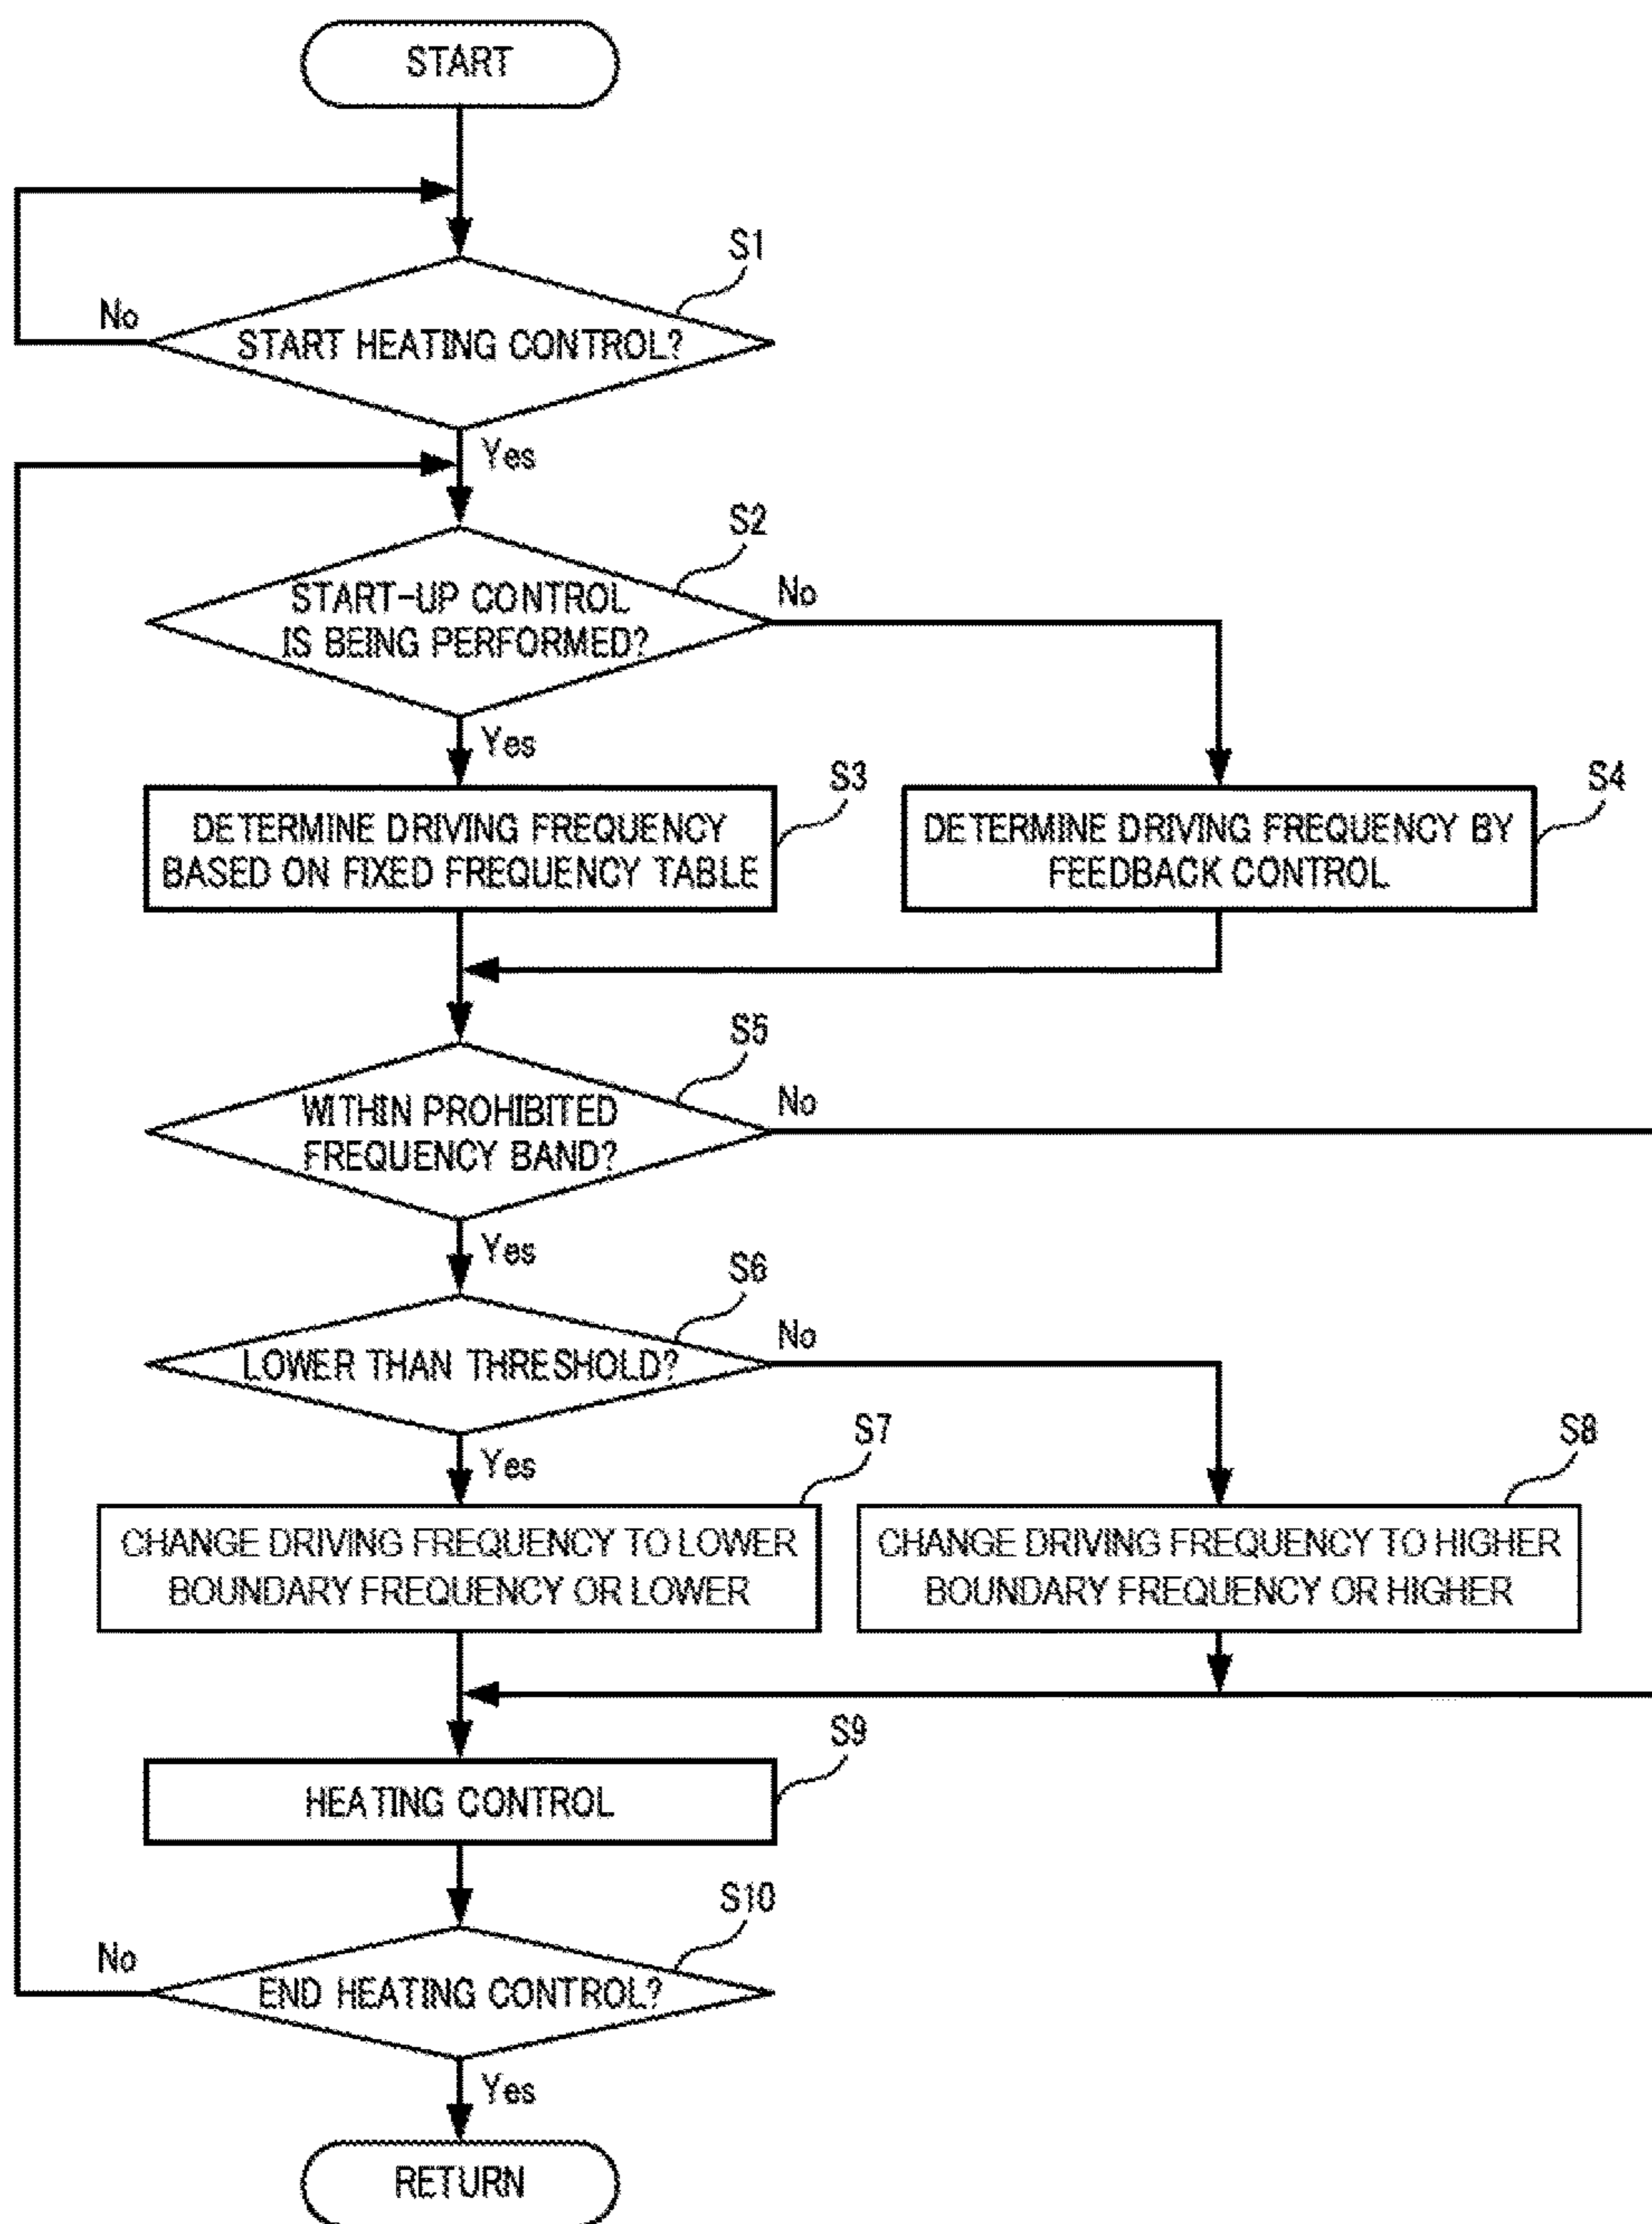 START
S1
No
START HEATING CONTROL?
Yes
S2
No
START-UP CONTROL
IS BEING PERFORMED?
Yes
S3
S4
DETERMINE DRIVING FREQUENCY
BASED ON FIXED FREQUENCY TABLE
DETERMINE DRIVING FREQUENCY BY
FEEDBACK CONTROL
S5
No
WITHIN PROHIBITED
FREQUENCY BAND?
Yes
S6
No
LOWER THAN THRESHOLD?
Yes
S7
S8
CHANGE DRIVING FREQUENCY TO LOWER
BOUNDARY FREQUENCY OR LOWER
CHANGE DRIVING FREQUENCY TO HIGHER
BOUNDARY FREQUENCY OR HIGHER
S9
HEATING CONTROL
S10
No
END HEATING CONTROL?
Yes
RETURN